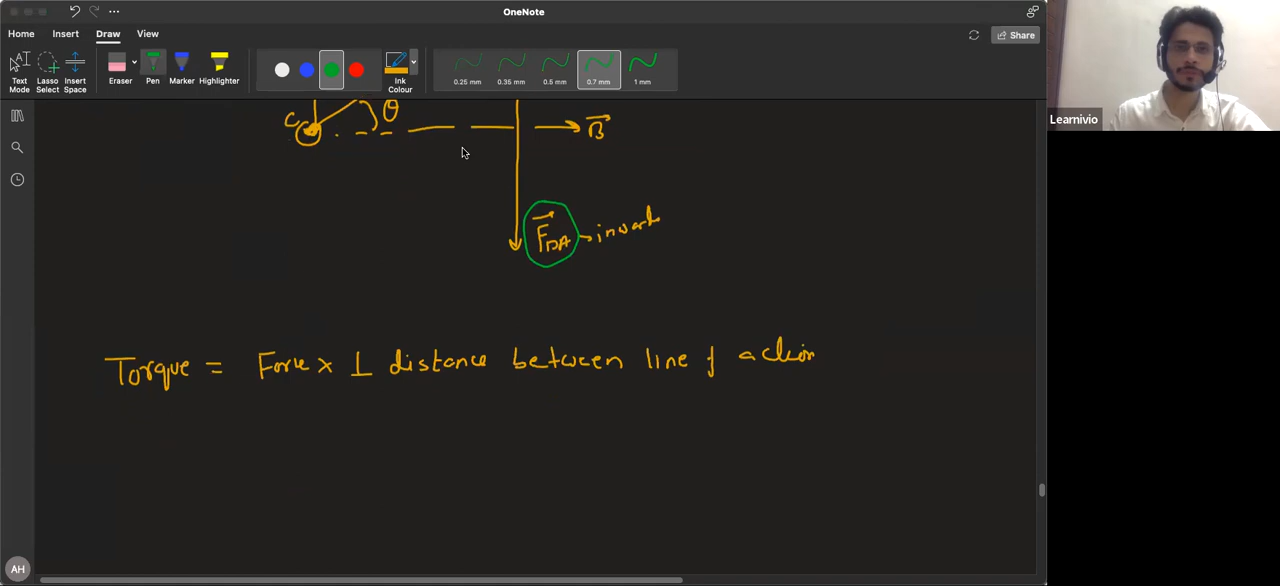 OneNote
Home Insert Draw View
Share
Text Mode
Lasso Select
Insert Space
Eraser
Pen
Marker
Highlighter
Ink Colour
0.25 mm
0.35 mm
0.5 mm
0.7 mm
1 mm
Learnivio
C θ
B
F DA
Torque = Force × ⊥ distance between line of action
AH